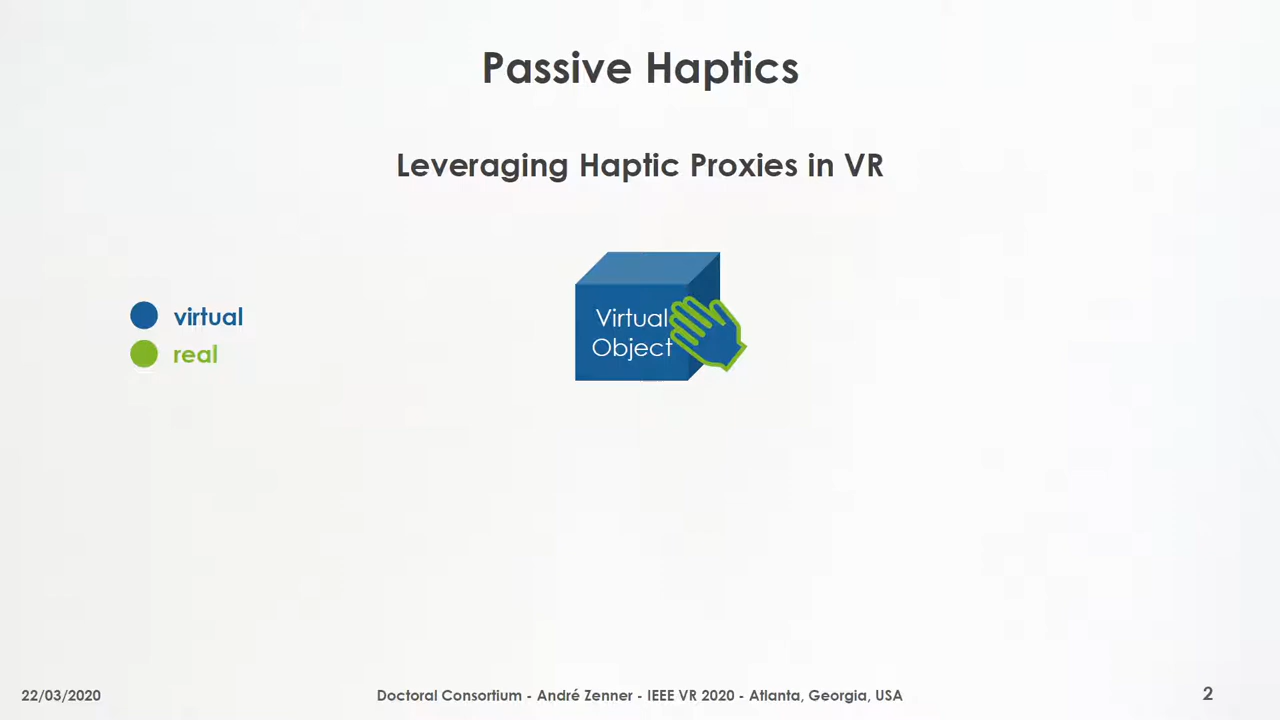 Passive Haptics
Leveraging Haptic Proxies in VR
virtual
real
Virtual
Object
22/03/2020
Doctoral Consortium - André Zenner - IEEE VR 2020 - Atlanta, Georgia, USA
2